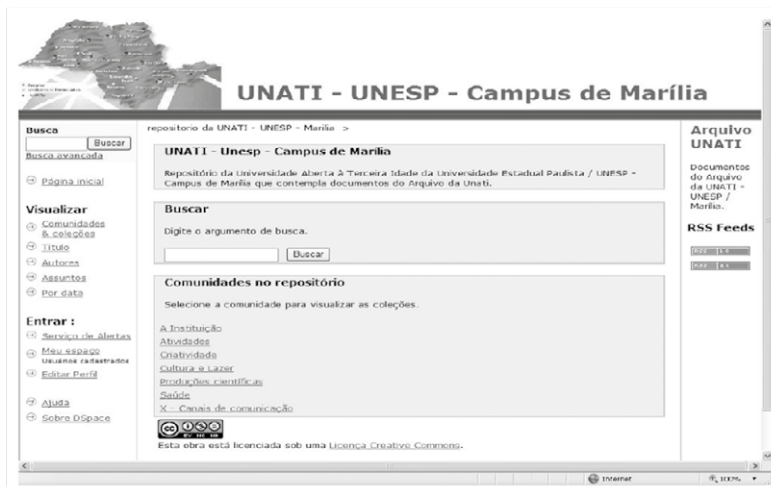 UNATI - UNESP - Campus de Marília
Busca
Buscar
Busca avançada
Página inicial
Visualizar
Comunidades
& coleções
Título
Autores
Assuntos
Por data
Entrar :
Serviço de Alertas
Meu espaço
Usuários cadastrados
Editar Perfil
Ajuda
Sobre DSpace
repositorio da UNATI - UNESP - Marilia >
UNATI - Unesp - Campus de Marília
Repositório da Universidade Aberta à Terceira Idade da Universidade Estadual Paulista / UNESP -
Campus de Marília que contempla documentos do Arquivo da Unati.
Buscar
Digite o argumento de busca.
Buscar
Comunidades no repositório
Selecione a comunidade para visualizar as coleções.
A Instituição
Atividades
Criatividade
Cultura e Lazer
Produções científicas
Saúde
X - Canais de comunicação
cc
Esta obra está licenciada sob uma Licença Creative Commons.
Arquivo
UNATI
Documentos
do Arquivo
da UNATI -
UNESP /
Marília.
RSS Feeds
Internet
100%